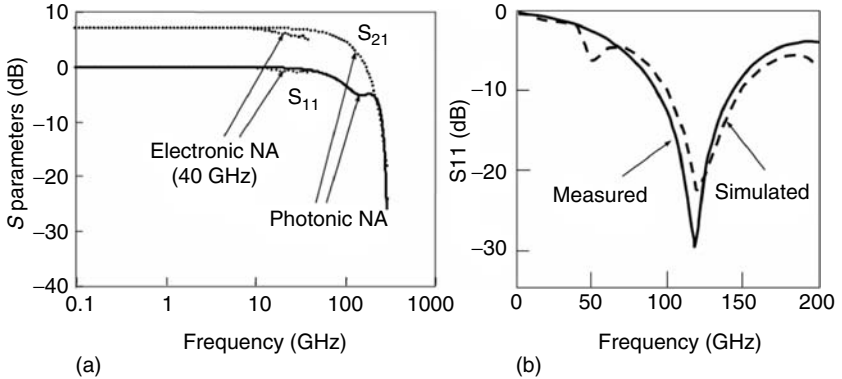 10
0
−10
−20
−30
−40
S parameters (dB)
S21
S11
Electronic NA
(40 GHz)
Photonic NA
0.1
1
10
100
1000
Frequency (GHz)
(a)
0
−10
−20
−30
S11 (dB)
Measured
Simulated
0
50
100
150
200
Frequency (GHz)
(b)